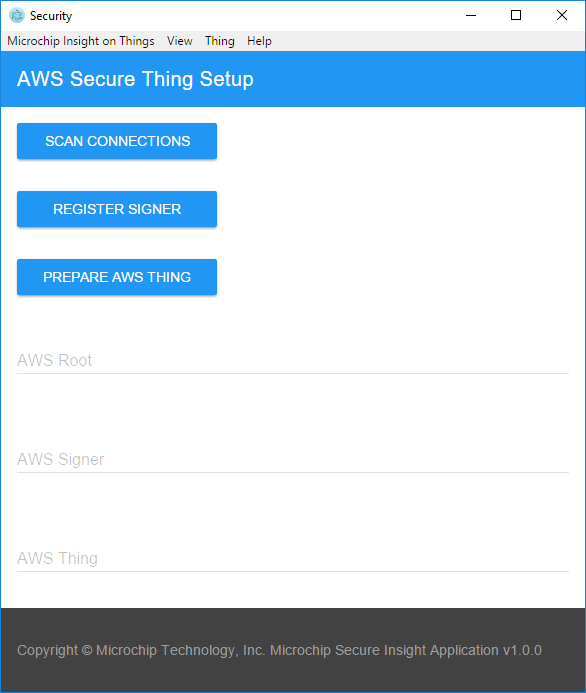 Security
Microchip Insight on Things View Thing Help
AWS Secure Thing Setup
SCAN CONNECTIONS
REGISTER SIGNER
PREPARE AWS THING
AWS Root
AWS Signer
AWS Thing
Copyright © Microchip Technology, Inc. Microchip Secure Insight Application v1.0.0